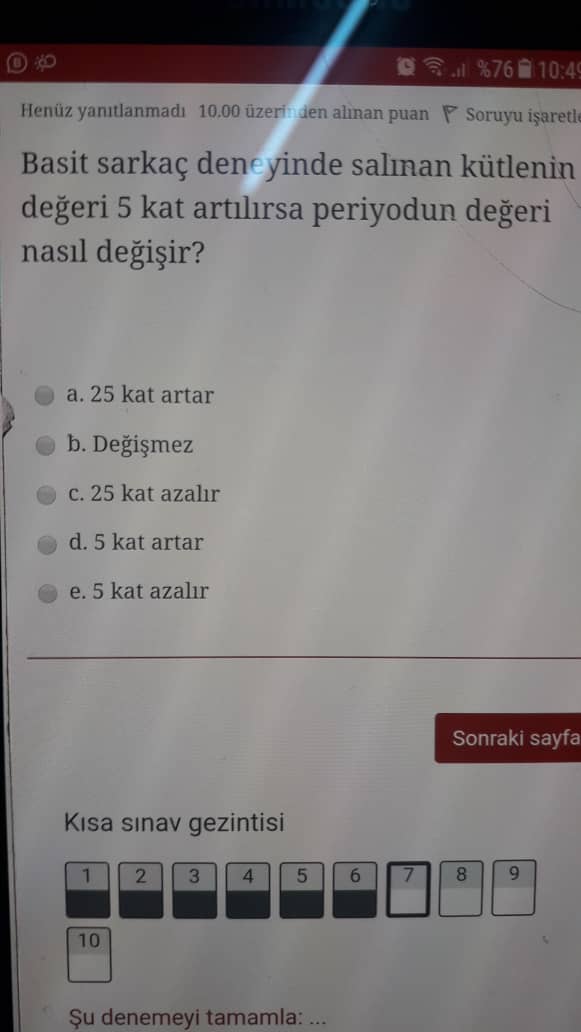 %76 10:49
Henüz yanıtlanmadı 10.00 üzerinden alınan puan Soruyu işaretle
Basit sarkaç deneyinde salınan kütlenin
değeri 5 kat artılırsa periyodun değeri
nasıl değişir?
a. 25 kat artar
b. Değişmez
c. 25 kat azalır
d. 5 kat artar
e. 5 kat azalır
Sonraki sayfa
Kısa sınav gezintisi
1 2 3 4 5 6 7 8 9
10
Şu denemeyi tamamla: ...